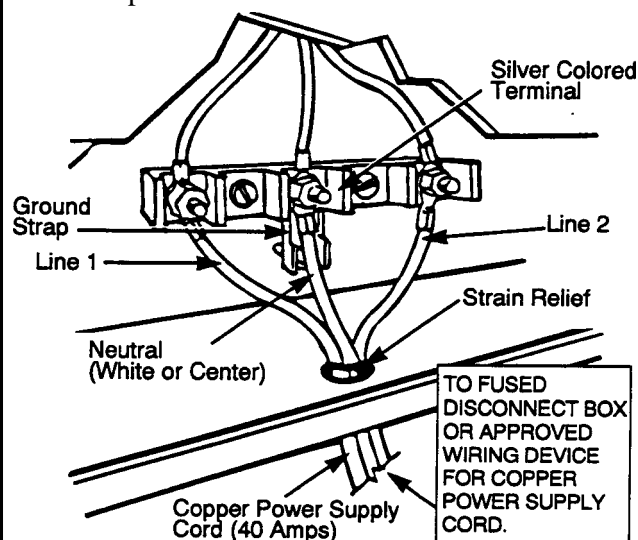 Silver Colored
Terminal
Ground
Strap
Line 1
Line 2
Strain Relief
Neutral
(White or Center)
TO FUSED
DISCONNECT BOX
OR APPROVED
WIRING DEVICE
FOR COPPER
POWER SUPPLY
CORD.
Copper Power Supply
Cord (40 Amps)